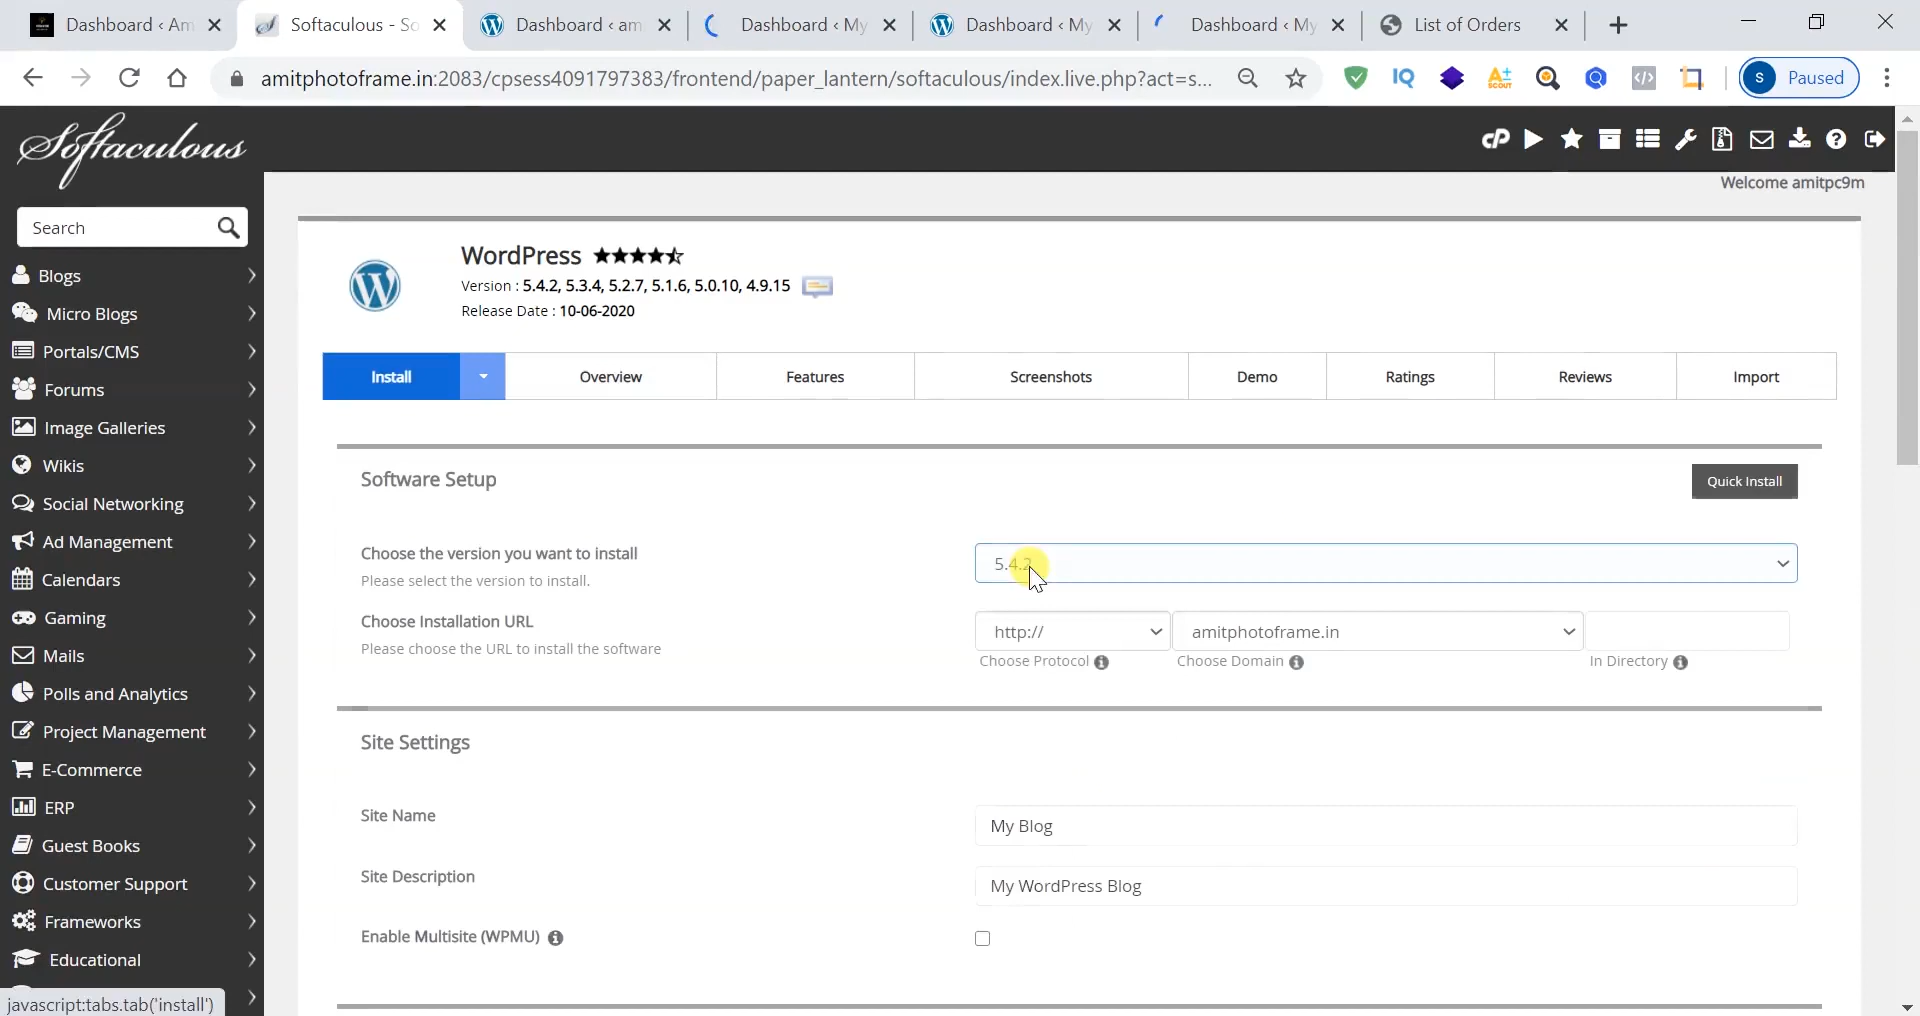 Dashboard ‹ Am
Softaculous - So
Dashboard ‹ am
Dashboard ‹ My
Dashboard ‹ My
Dashboard ‹ My
List of Orders
amitphotoframe.in:2083/cpsess4091797383/frontend/paper_lantern/softaculous/index.live.php?act=s...
IQ
SCOUT
S Paused
Softaculous
cP
Welcome amitpc9m
Search
Blogs
Micro Blogs
Portals/CMS
Forums
Image Galleries
Wikis
Social Networking
Ad Management
Calendars
Gaming
Mails
Polls and Analytics
Project Management
E-Commerce
ERP
Guest Books
Customer Support
Frameworks
Educational
javascript:tabs.tab('install')
WordPress
Version : 5.4.2, 5.3.4, 5.2.7, 5.1.6, 5.0.10, 4.9.15
Release Date : 10-06-2020
Install
Overview
Features
Screenshots
Demo
Ratings
Reviews
Import
Software Setup
Quick Install
Choose the version you want to install
Please select the version to install.
5.4.2
Choose Installation URL
Please choose the URL to install the software
http://
amitphotoframe.in
Choose Protocol
Choose Domain
In Directory
Site Settings
Site Name
My Blog
Site Description
My WordPress Blog
Enable Multisite (WPMU)